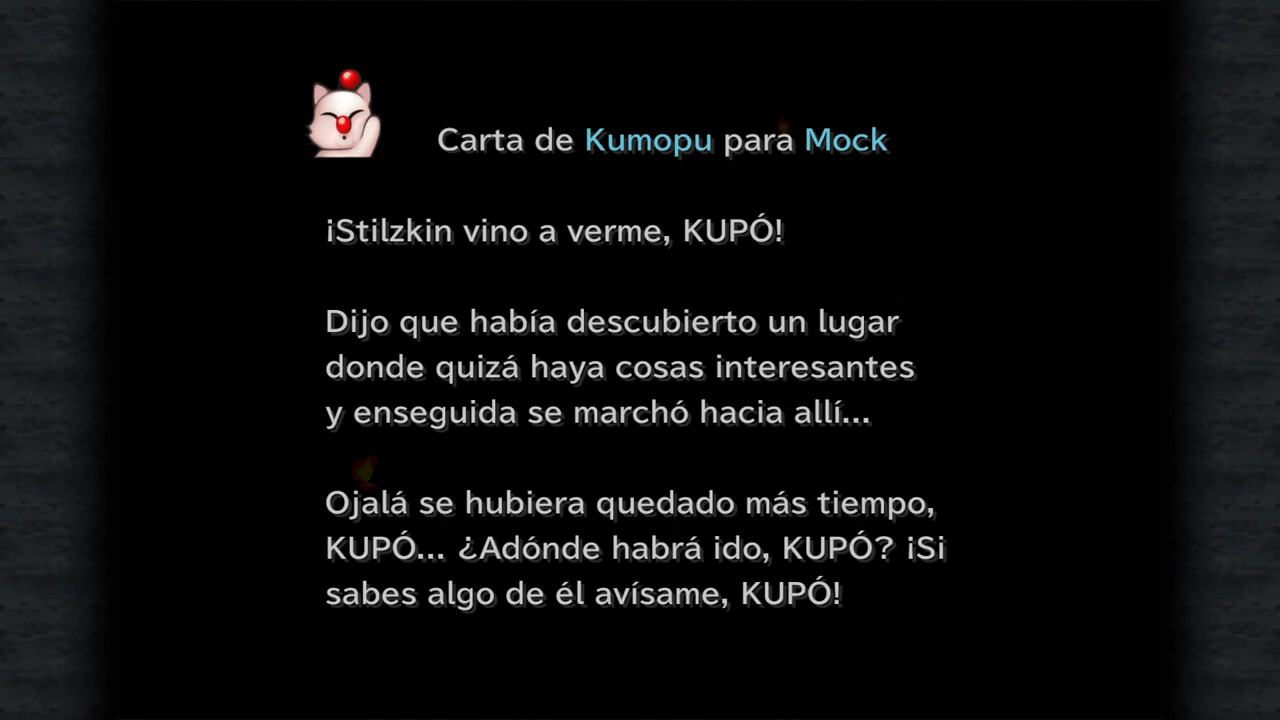 Carta de Kumopu para Mock
¡Stilzkin vino a verme, KUPÓ!
Dijo que había descubierto un lugar
donde quizá haya cosas interesantes
y enseguida se marchó hacia allí...
Ojalá se hubiera quedado más tiempo,
KUPÓ... ¿Adónde habrá ido, KUPÓ? ¡Si
sabes algo de él avísame, KUPÓ!